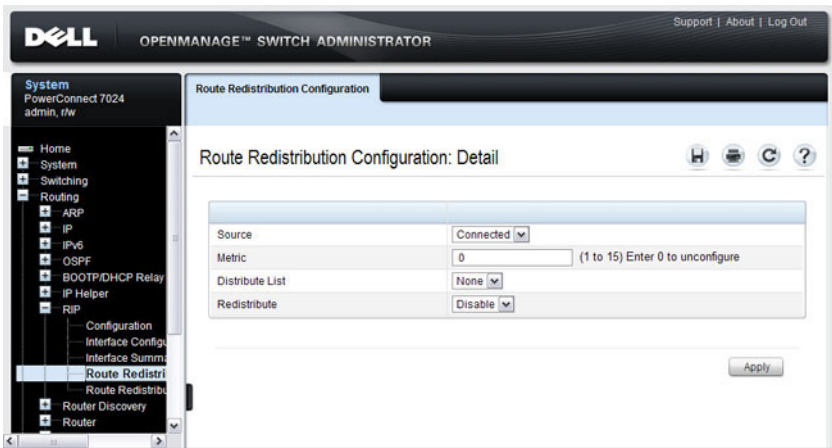 Support | About | Log Out
DELL OPENMANAGE™ SWITCH ADMINISTRATOR
System
PowerConnect 7024
admin, r/w
Home
System
Switching
Routing
ARP
IP
IPv6
OSPF
BOOTP/DHCP Relay
IP Helper
RIP
Configuration
Interface Configu
Interface Summa
Route Redistri
Route Redistribu
Router Discovery
Router
Route Redistribution Configuration
Route Redistribution Configuration: Detail
Source Connected
Metric 0 (1 to 15) Enter 0 to unconfigure
Distribute List None
Redistribute Disable
Apply